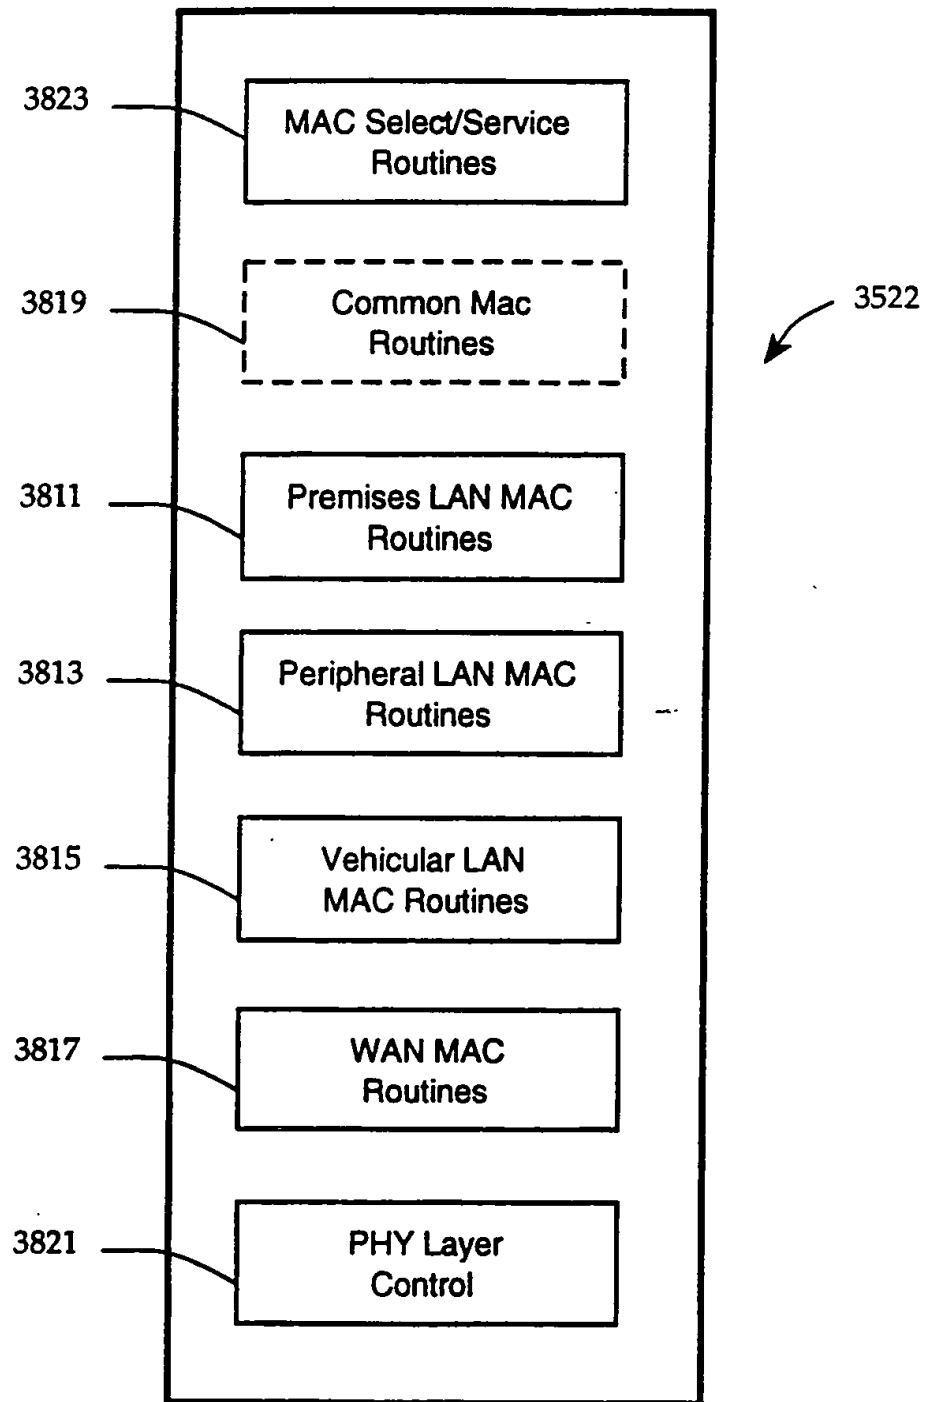 3823
MAC Select/Service
Routines
3819
Common Mac
Routines
3522
3811
Premises LAN MAC
Routines
3813
Peripheral LAN MAC
Routines
3815
Vehicular LAN
MAC Routines
3817
WAN MAC
Routines
3821
PHY Layer
Control